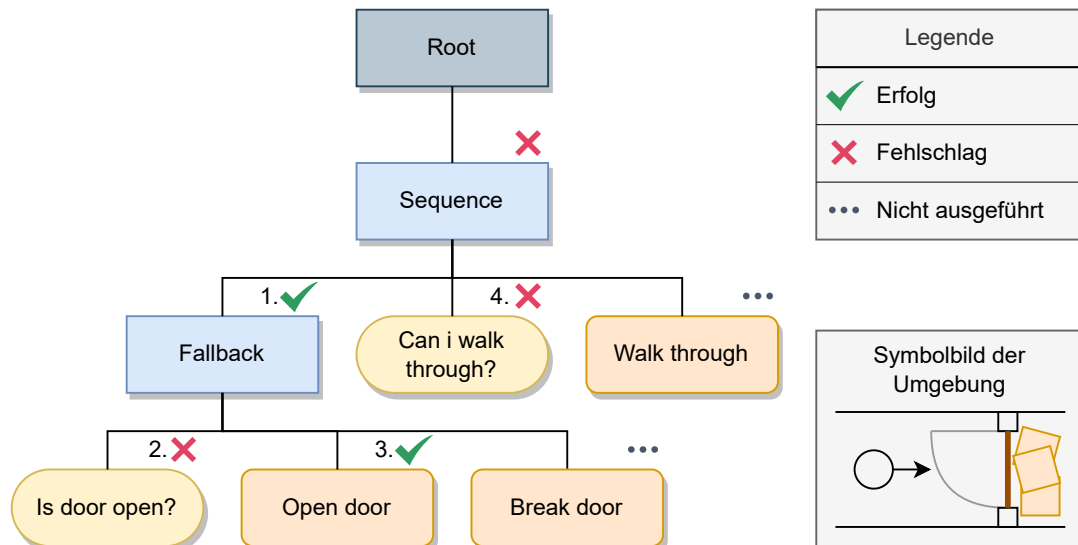 Root
Sequence
1.
4.
Fallback
Can i walk
through?
Walk through
2.
3.
Is door open?
Open door
Break door
Legende
Erfolg
Fehlschlag
Nicht ausgeführt
Symbolbild der
Umgebung